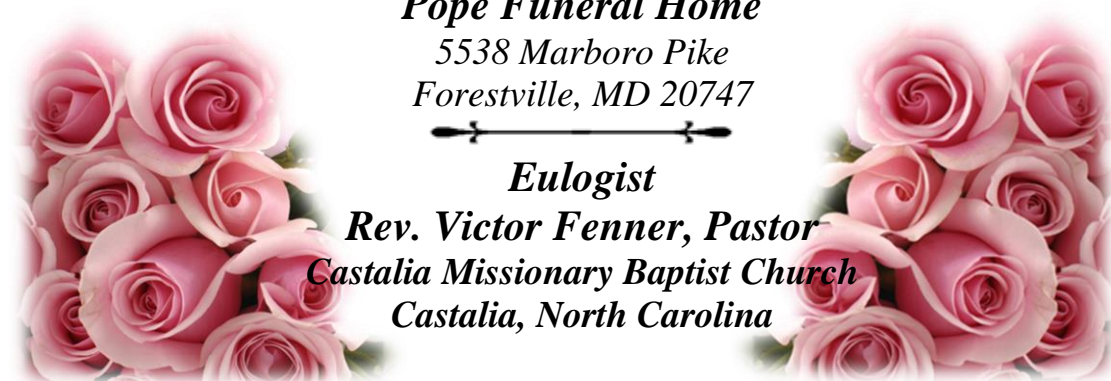 Pope Funeral Home
5538 Marboro Pike
Forestville, MD 20747
Eulogist
Rev. Victor Fenner, Pastor
Castalia Missionary Baptist Church
Castalia, North Carolina